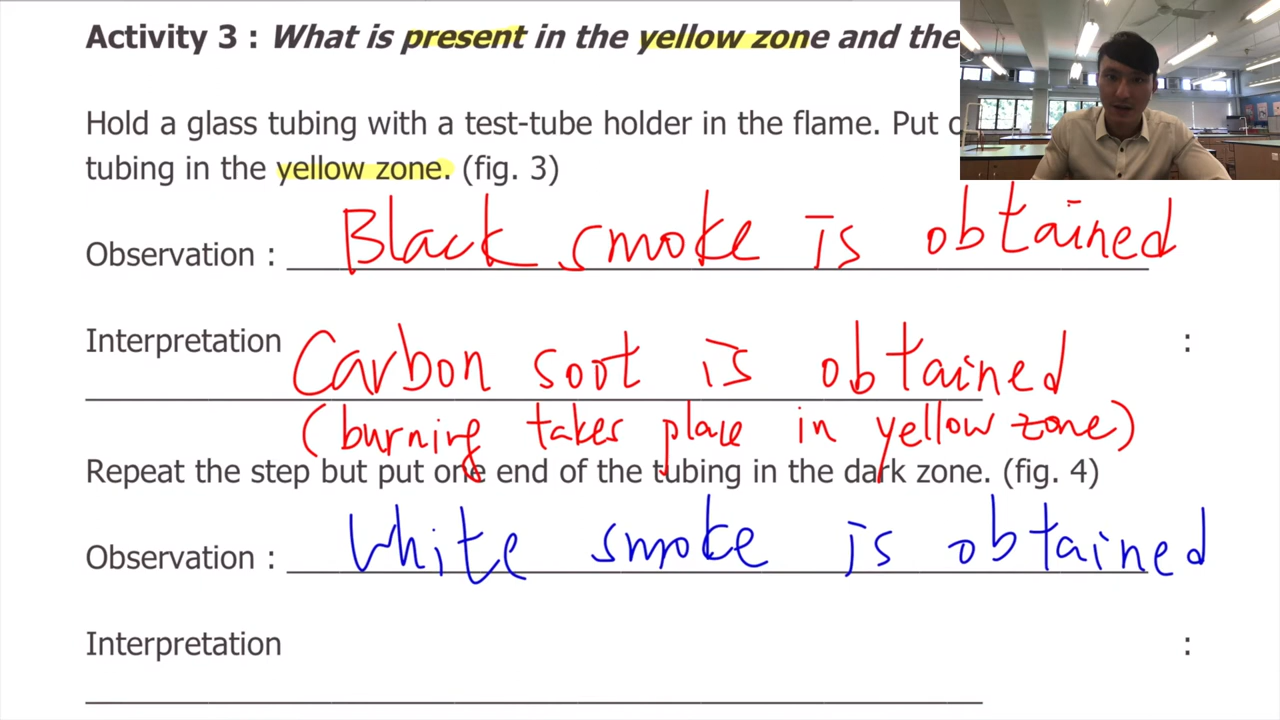 Activity 3 : What is present in the yellow zone and the
Hold a glass tubing with a test-tube holder in the flame. Put
tubing in the yellow zone. (fig. 3)
Observation : Black smoke is obtained
Interpretation Carbon soot is obtained :
(burning takes place in yellow zone)
Repeat the step but put one end of the tubing in the dark zone. (fig. 4)
Observation : White smoke is obtained
Interpretation :